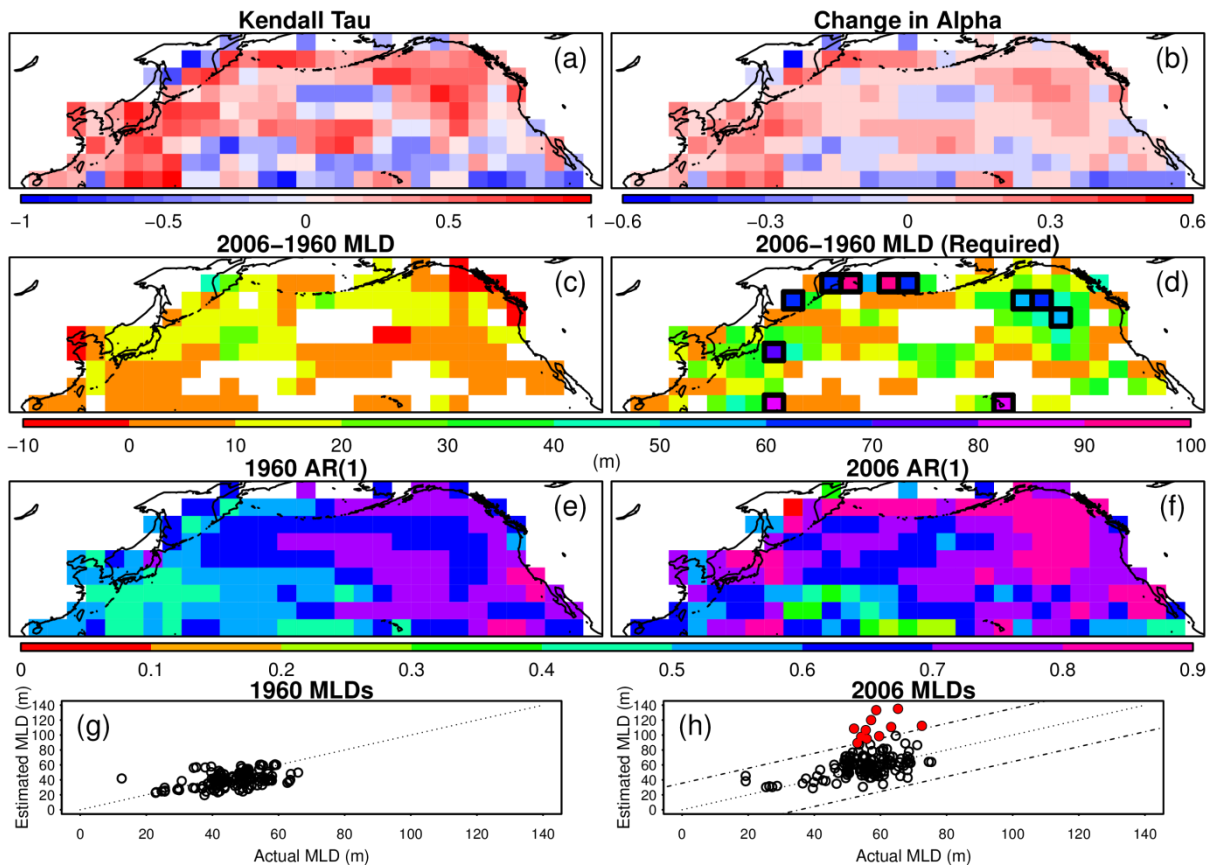 Kendall Tau
Change in Alpha
(a)
(b)
−1 −0.5 0 0.5 1
−0.6 −0.3 0 0.3 0.6
2006−1960 MLD
2006−1960 MLD (Required)
(c)
(d)
−10 0 10 20 30 40 50 60 70 80 90 100
(m)
1960 AR(1)
2006 AR(1)
(e)
(f)
0 0.1 0.2 0.3 0.4 0.5 0.6 0.7 0.8 0.9
1960 MLDs
2006 MLDs
(g)
Estimated MLD (m)
0 20 40 60 80 100 120 140
0 20 40 60 80 100 120 140
Actual MLD (m)
(h)
Estimated MLD (m)
0 20 40 60 80 100 120 140
0 20 40 60 80 100 120 140
Actual MLD (m)